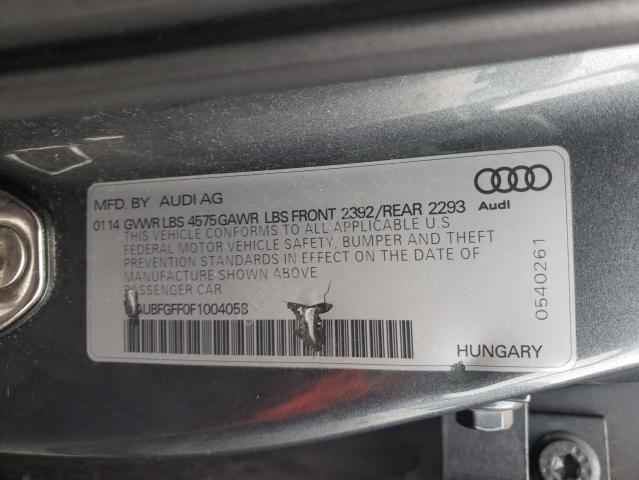 MFD. BY AUDI AG
0114 GVWR LBS 4575 GAWR LBS FRONT 2392/REAR 2293
Audi
THIS VEHICLE CONFORMS TO ALL APPLICABLE U.S.
FEDERAL MOTOR VEHICLE SAFETY, BUMPER AND THEFT
PREVENTION STANDARDS IN EFFECT ON THE DATE OF
MANUFACTURE SHOWN ABOVE
PASSENGER CAR
AUBFGFF0F1004058
HUNGARY
0540261